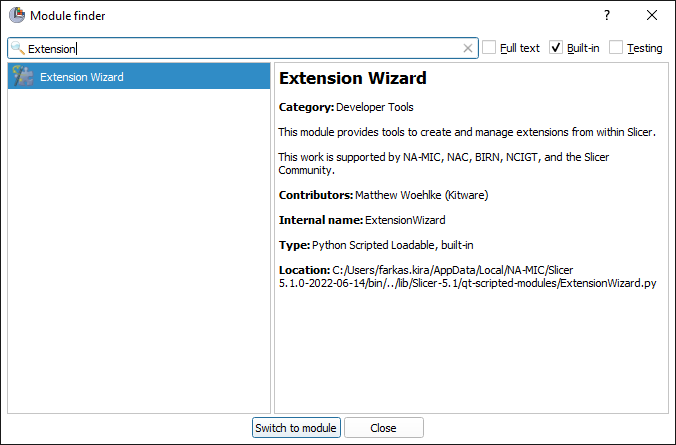 Module finder
?
Extension
Full text
Built-in
Testing
Extension Wizard
Extension Wizard
Category: Developer Tools
This module provides tools to create and manage extensions from within Slicer.
This work is supported by NA-MIC, NAC, BIRN, NCIGT, and the Slicer
Community.
Contributors: Matthew Woehlke (Kitware)
Internal name: ExtensionWizard
Type: Python Scripted Loadable, built-in
Location: C:/Users/farkas.kira/AppData/Local/NA-MIC/Slicer
5.1.0-2022-06-14/bin/../lib/Slicer-5.1/qt-scripted-modules/ExtensionWizard.py
Switch to module
Close